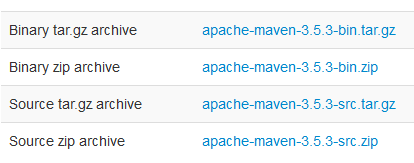 Binary tar.gz archive apache-maven-3.5.3-bin.tar.gz
Binary zip archive apache-maven-3.5.3-bin.zip
Source tar.gz archive apache-maven-3.5.3-src.tar.gz
Source zip archive apache-maven-3.5.3-src.zip